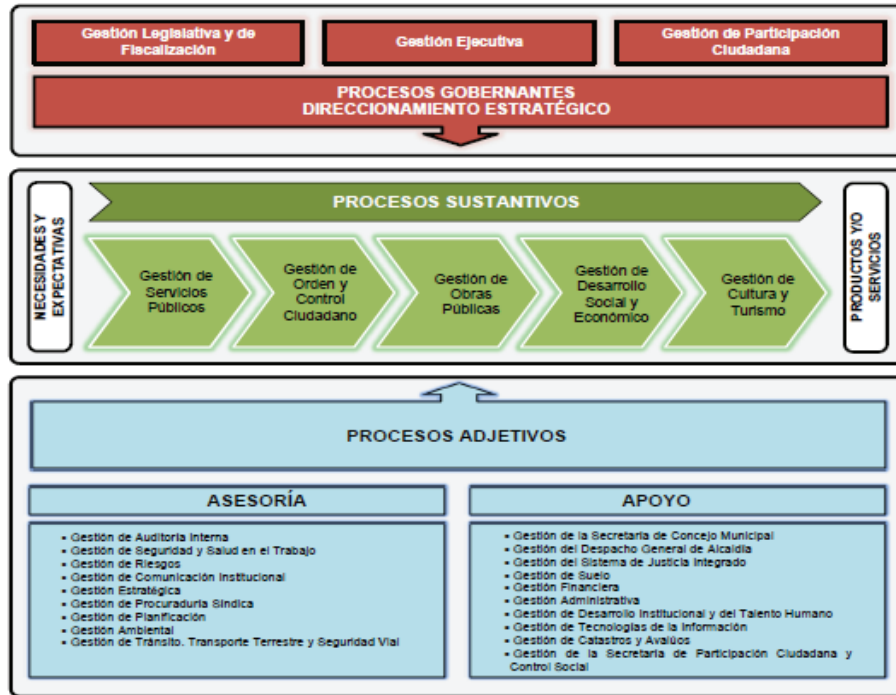 Gestión Legislativa y de
Fiscalización
Gestión Ejecutiva
Gestión de Participación
Ciudadana
PROCESOS GOBERNANTES
DIRECCIONAMIENTO ESTRATÉGICO
NECESIDADES Y
EXPECTATIVAS
PROCESOS SUSTANTIVOS
Gestión de
Servicios
Públicos
Gestión de
Orden y
Control
Ciudadano
Gestión de
Obras
Públicas
Gestión de
Desarrollo
Social y
Económico
Gestión de
Cultura y
Turismo
PRODUCTOS Y/O
SERVICIOS
PROCESOS ADJETIVOS
ASESORÍA
▪ Gestión de Auditoria Interna
▪ Gestión de Seguridad y Salud en el Trabajo
▪ Gestión de Riesgos
▪ Gestión de Comunicación Institucional
▪ Gestión Estratégica
▪ Gestión de Procuraduría Síndica
▪ Gestión de Planificación
▪ Gestión Ambiental
▪ Gestión de Tránsito. Transporte Terrestre y Seguridad Vial
APOYO
▪ Gestión de la Secretaría de Concejo Municipal
▪ Gestión del Despacho General de Alcaldía
▪ Gestión del Sistema de Justicia Integrado
▪ Gestión de Suelo
▪ Gestión Financiera
▪ Gestión Administrativa
▪ Gestión de Desarrollo Institucional y del Talento Humano
▪ Gestión de Tecnologías de la Información
▪ Gestión de Catastros y Avalúos
▪ Gestión de la Secretaría de Participación Ciudadana y
Control Social